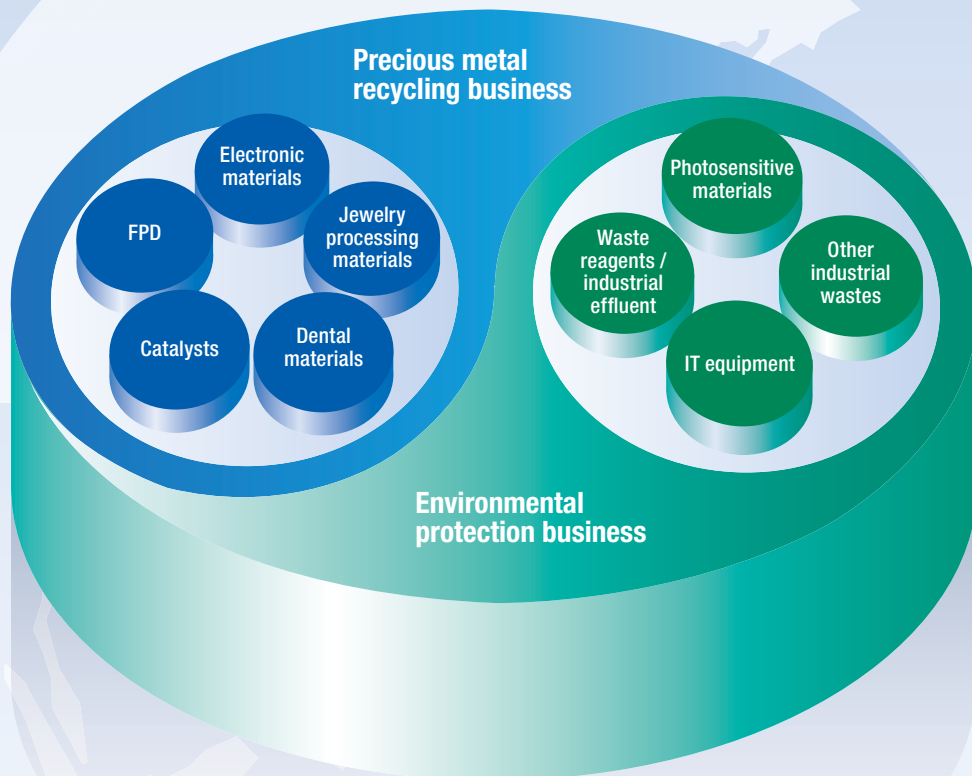 Precious metal
recycling business
Electronic
materials
FPD
Jewelry
processing
materials
Catalysts
Dental
materials
Photosensitive
materials
Waste
reagents /
industrial
effluent
Other
industrial
wastes
IT equipment
Environmental
protection business